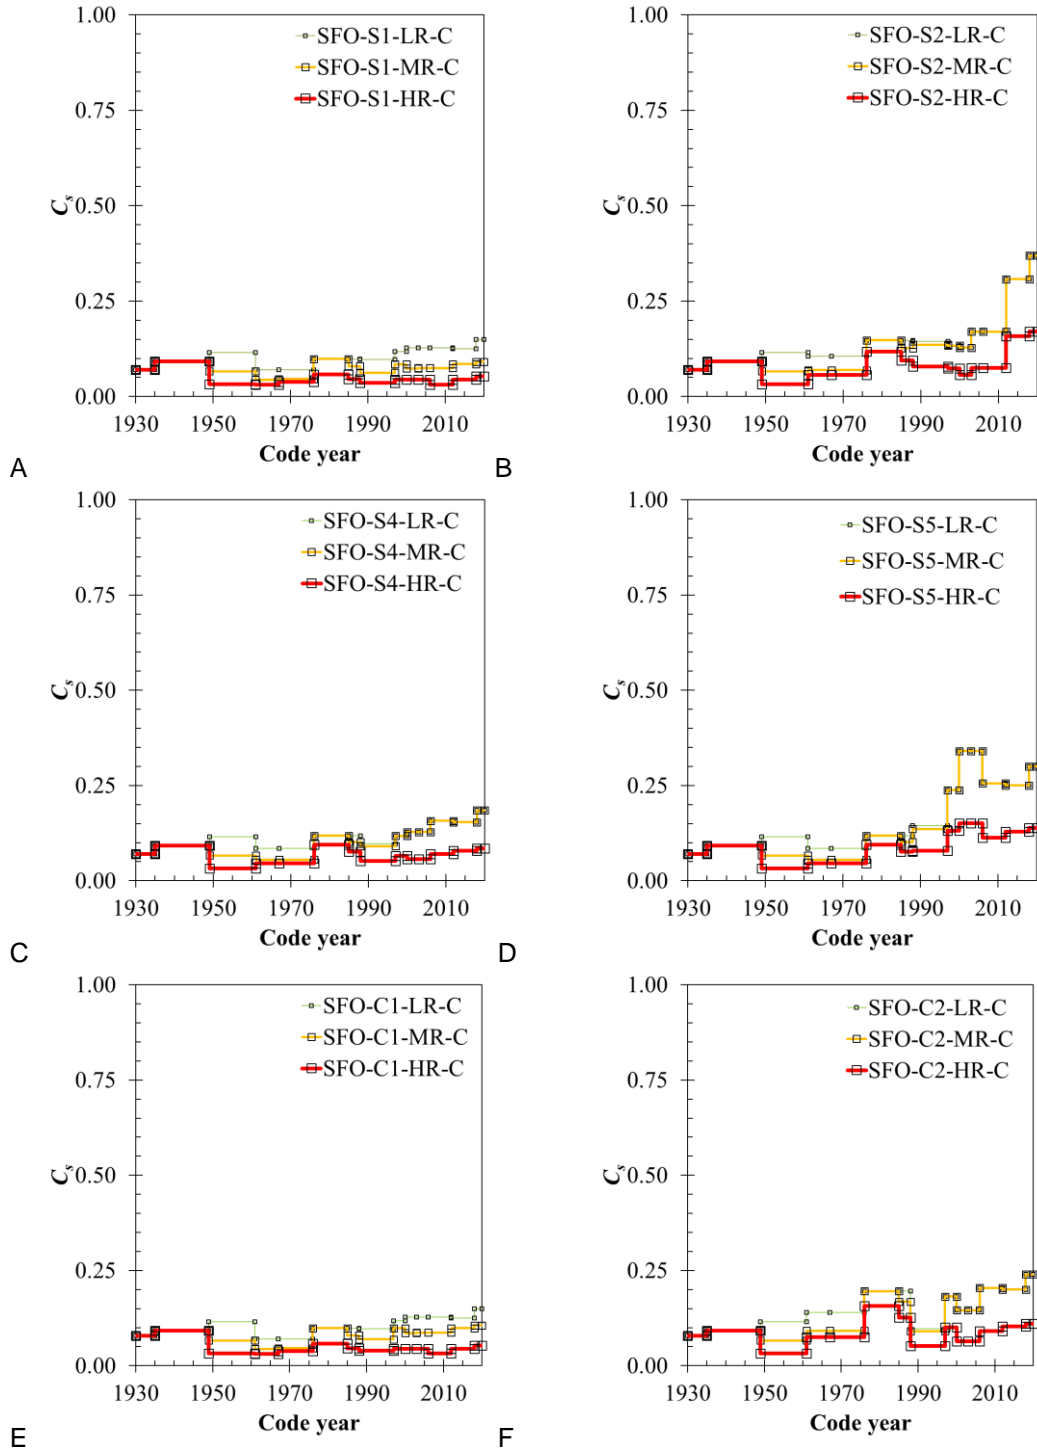 1.00
SFO-S1-LR-C
SFO-S1-MR-C
SFO-S1-HR-C
0.75
0.50
Cs
0.25
0.00
1930 1950 1970 1990 2010
Code year
A
1.00
SFO-S2-LR-C
SFO-S2-MR-C
SFO-S2-HR-C
0.75
0.50
Cs
0.25
0.00
1930 1950 1970 1990 2010
Code year
B
1.00
SFO-S4-LR-C
SFO-S4-MR-C
SFO-S4-HR-C
0.75
0.50
Cs
0.25
0.00
1930 1950 1970 1990 2010
Code year
C
1.00
SFO-S5-LR-C
SFO-S5-MR-C
SFO-S5-HR-C
0.75
0.50
Cs
0.25
0.00
1930 1950 1970 1990 2010
Code year
D
1.00
SFO-C1-LR-C
SFO-C1-MR-C
SFO-C1-HR-C
0.75
0.50
Cs
0.25
0.00
1930 1950 1970 1990 2010
Code year
E
1.00
SFO-C2-LR-C
SFO-C2-MR-C
SFO-C2-HR-C
0.75
0.50
Cs
0.25
0.00
1930 1950 1970 1990 2010
Code year
F